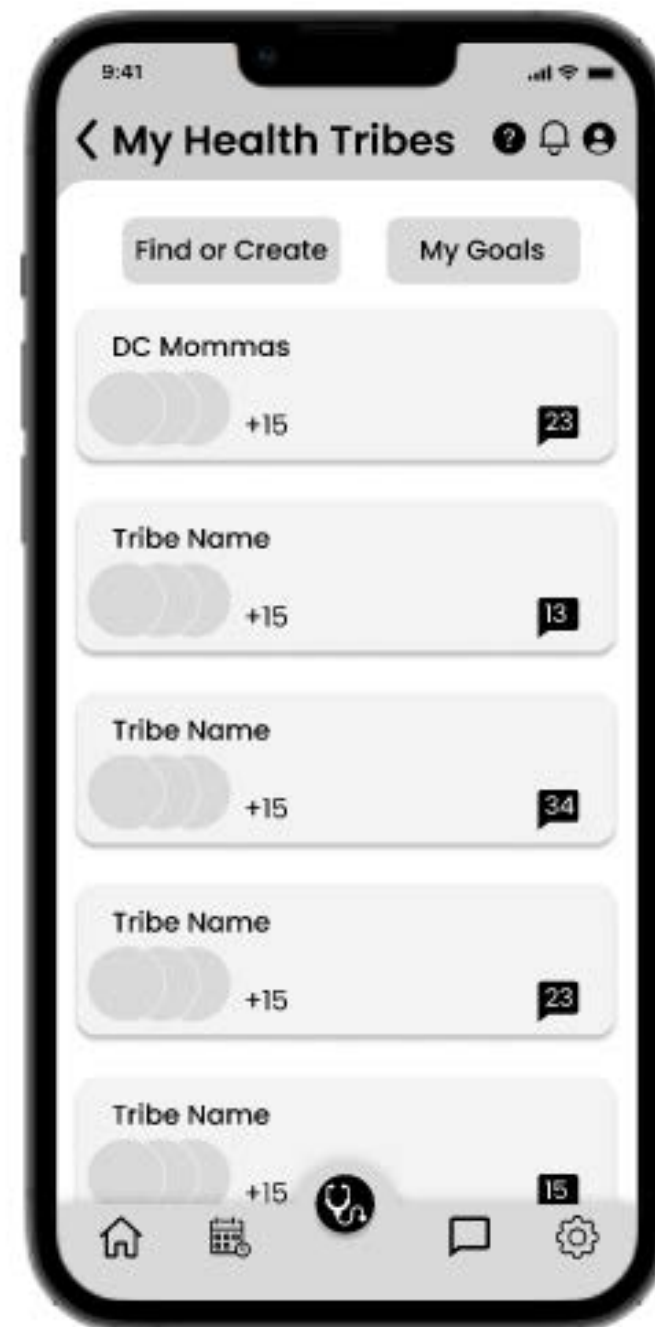 9:41
My Health Tribes ?
Find or Create My Goals
DC Mommas
+15 23
Tribe Name
+15 13
Tribe Name
+15 34
Tribe Name
+15 23
Tribe Name
+15 15